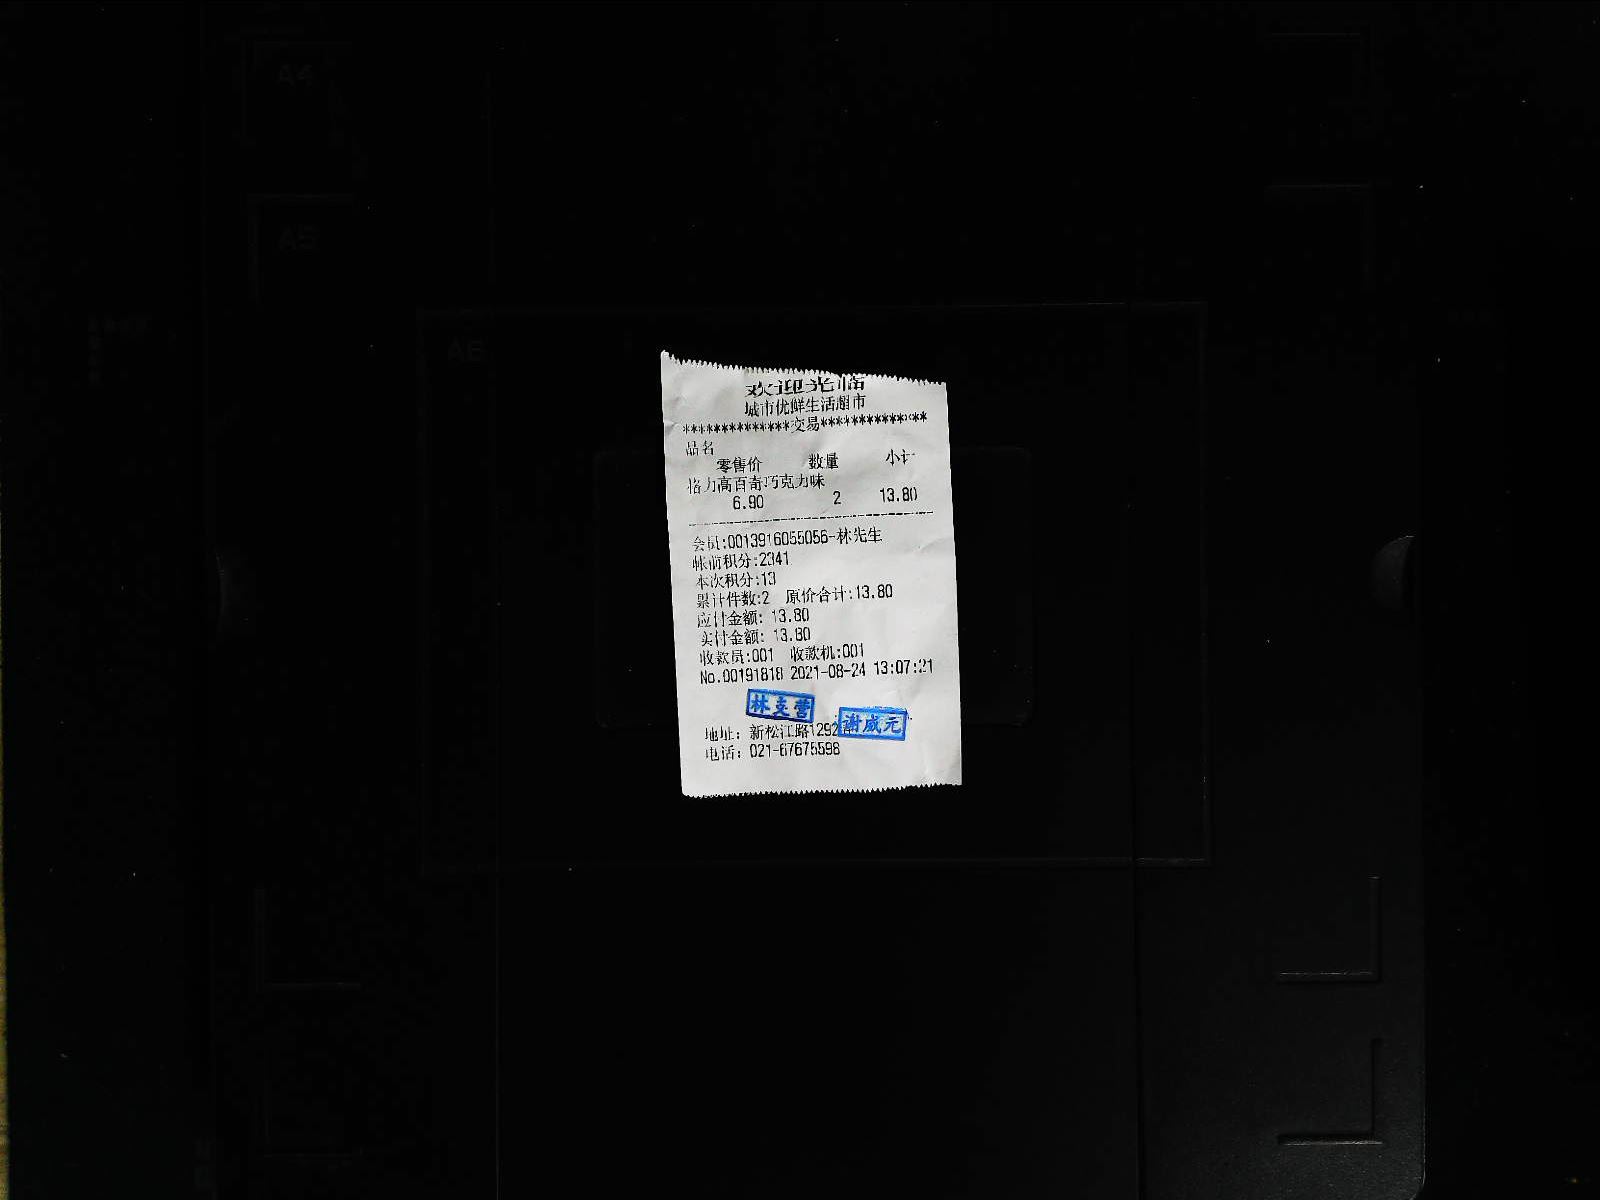 A4
A5
A6
欢迎光临
城市优鲜生活超市
**************交易**************
品名
零售价 数量 小计
格力高百奇巧克力味
6.90 2 13.80
会员:0013916055056-林先生
帐前积分:2341
本次积分:13
累计件数:2 原价合计:13.80
应付金额: 13.80
实付金额: 13.80
收款员:001 收款机:001
No.00191818 2021-08-24 13:07:21
林支营
谢威元
地址: 新松江路1292
电话: 021-67675598